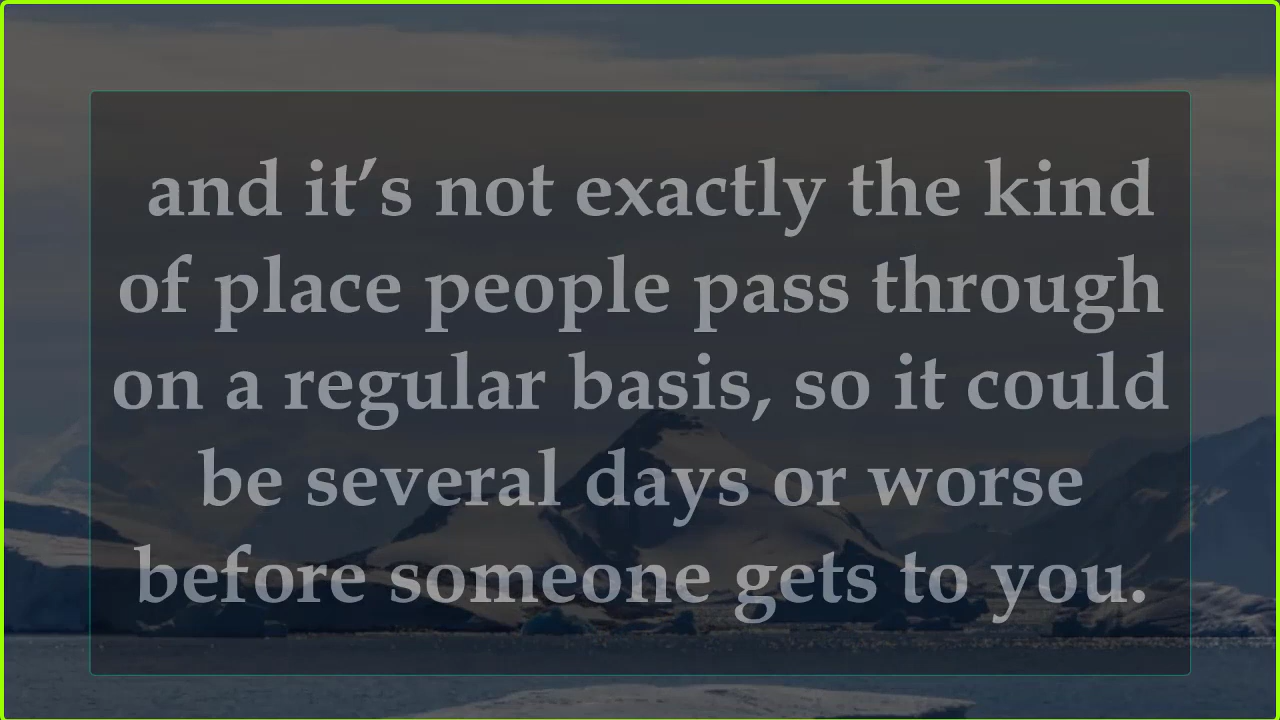 and it’s not exactly the kind
of place people pass through
on a regular basis, so it could
be several days or worse
before someone gets to you.